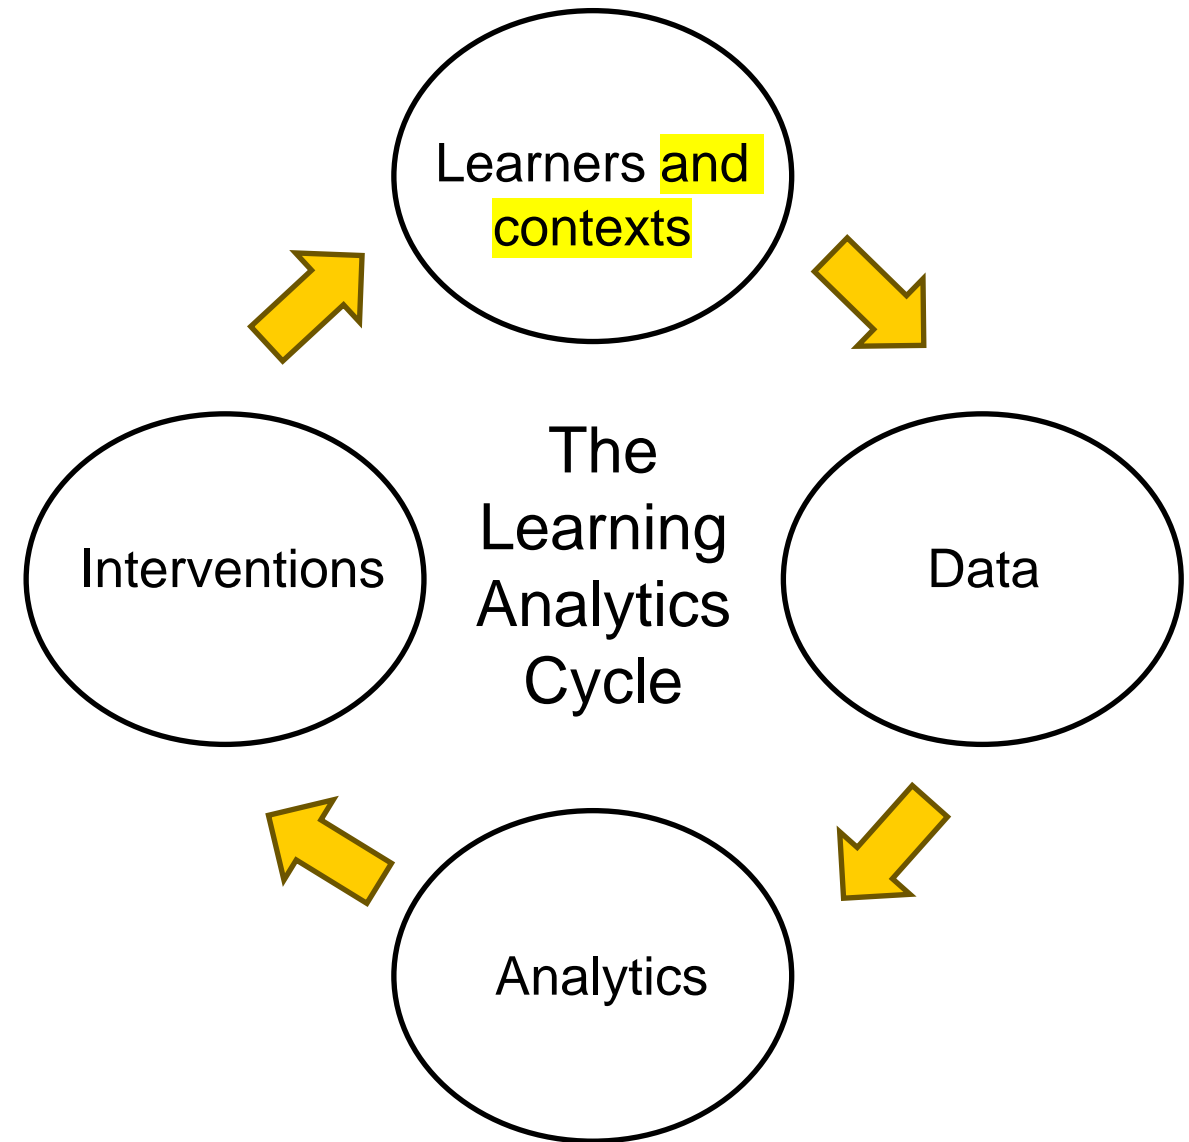 Learners and
contexts
The
Learning
Analytics
Cycle
Interventions
Data
Analytics